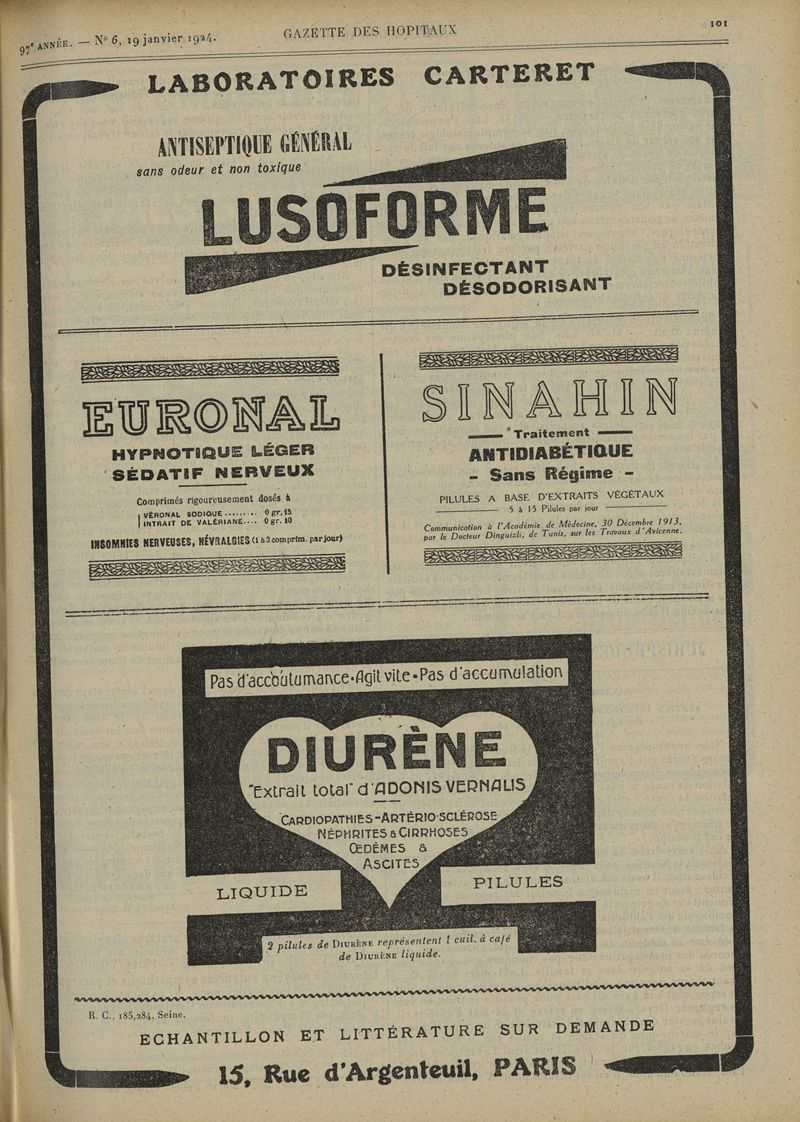 97e ANNÉE. — No 6, 19 janvier 1924.
GAZETTE DES HOPITAUX
101
LABORATOIRES CARTERET
ANTISEPTIQUE GÉNÉRAL
sans odeur et non toxique
LUSOFORME
DÉSINFECTANT
DÉSODORISANT
EURONAL
HYPNOTIQUE LÉGER
SÉDATIF NERVEUX
Comprimés rigoureusement dosés à
VÉRONAL SODIQUE......... 0 gr. 15
INTRAIT DE VALÉRIANE.... 0 gr. 10
INSOMNIES NERVEUSES, NÉVRALGIES (1 à 3 comprim. par jour)
SINAHIN
Traitement
ANTIDIABÉTIQUE
- Sans Régime -
PILULES A BASE D'EXTRAITS VÉGÉTAUX
5 à 15 Pilules par jour
Communication à l'Académie de Médecine, 30 Décembre 1913,
par le Docteur Dinguizli, de Tunis, sur les Travaux d'Avicenne.
Pas d'accoutumance•Agit vite•Pas d'accumulation
DIURÈNE
"Extrait total" d'ADONIS VERNALIS
CARDIOPATHIES-ARTÉRIO-SCLÉROSE
NÉPHRITES & CIRRHOSES
ŒDÈMES &
ASCITES
LIQUIDE
PILULES
2 pilules de DIURÈNE représentent 1 cuil. à café
de DIURÈNE liquide.
R. C., 185,284, Seine.
ECHANTILLON ET LITTÉRATURE SUR DEMANDE
15, Rue d'Argenteuil, PARIS